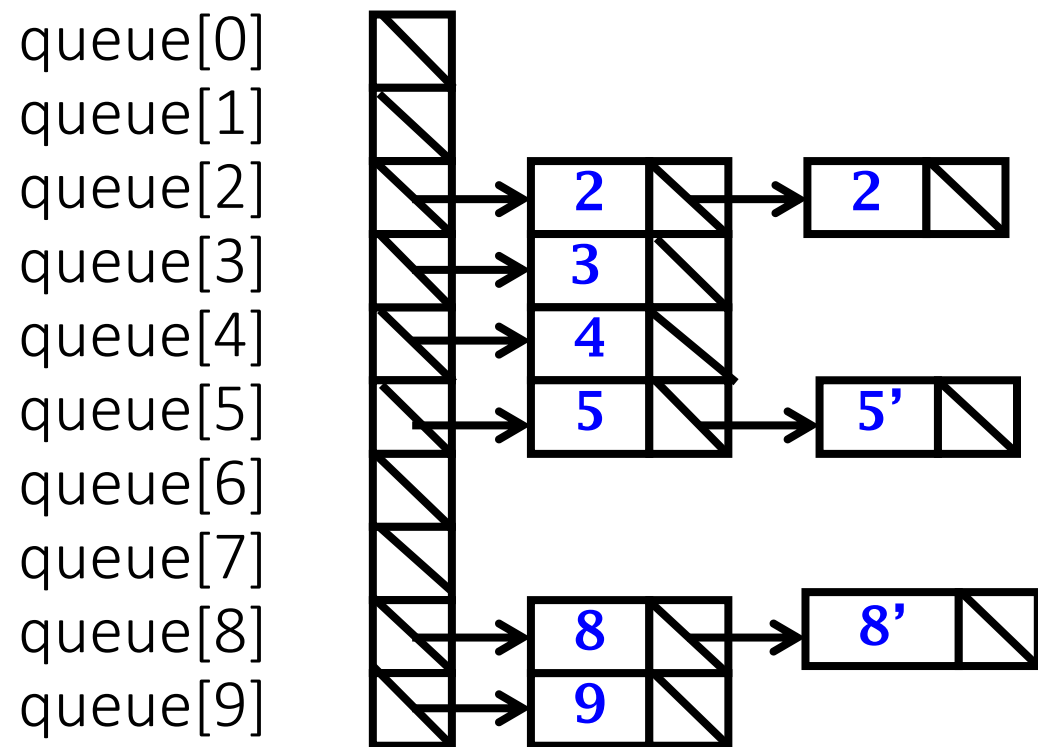 queue[0]
queue[1]
queue[2] 2 2
queue[3] 3
queue[4] 4
queue[5] 5 5’
queue[6]
queue[7]
queue[8] 8 8’
queue[9] 9